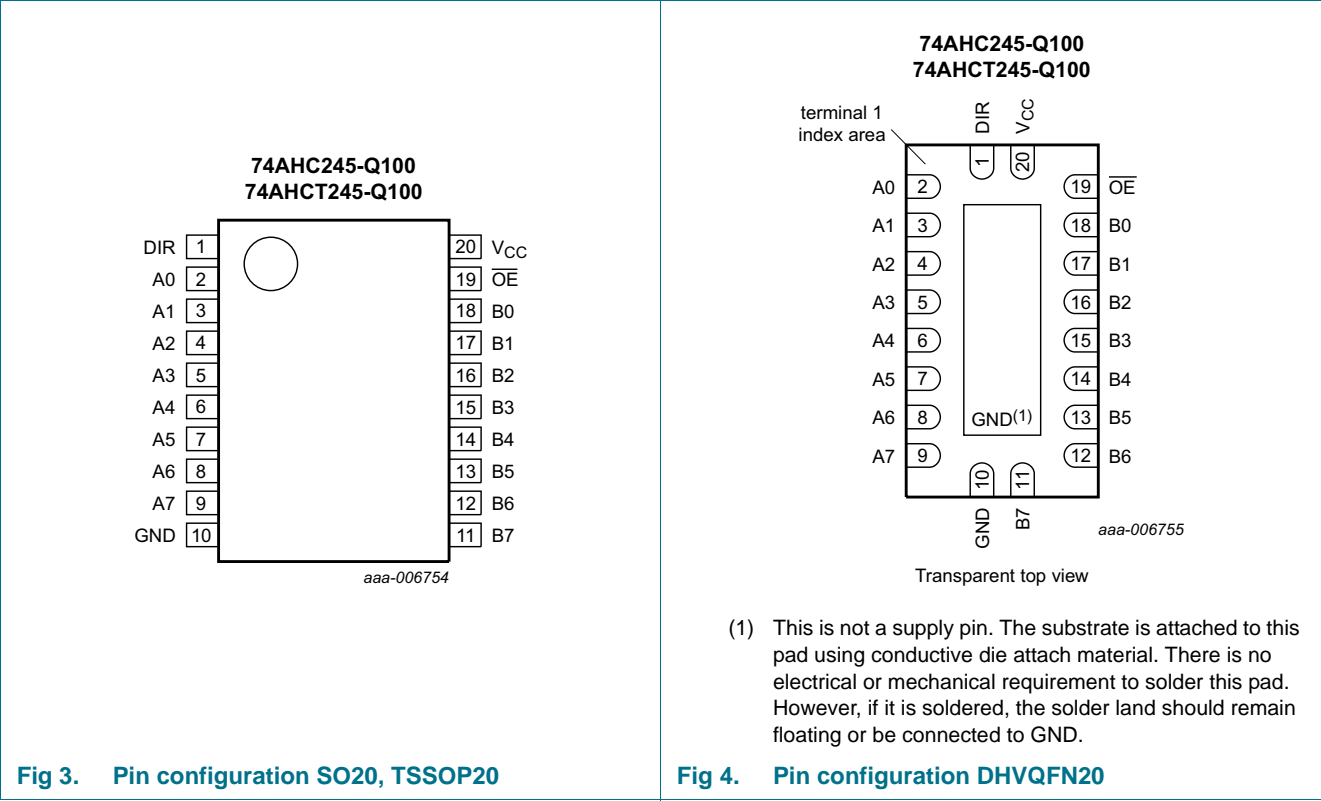 74AHC245-Q100
74AHCT245-Q100
DIR 1 20 VCC
A0 2 19 OE
A1 3 18 B0
A2 4 17 B1
A3 5 16 B2
A4 6 15 B3
A5 7 14 B4
A6 8 13 B5
A7 9 12 B6
GND 10 11 B7
aaa-006754
Fig 3. Pin configuration SO20, TSSOP20
74AHC245-Q100
74AHCT245-Q100
terminal 1
index area
DIR VCC
1 20
A0 2 19 OE
A1 3 18 B0
A2 4 17 B1
A3 5 16 B2
A4 6 15 B3
A5 7 14 B4
A6 8 GND(1) 13 B5
A7 9 12 B6
10 11
GND B7
aaa-006755
Transparent top view
(1) This is not a supply pin. The substrate is attached to this
pad using conductive die attach material. There is no
electrical or mechanical requirement to solder this pad.
However, if it is soldered, the solder land should remain
floating or be connected to GND.
Fig 4. Pin configuration DHVQFN20